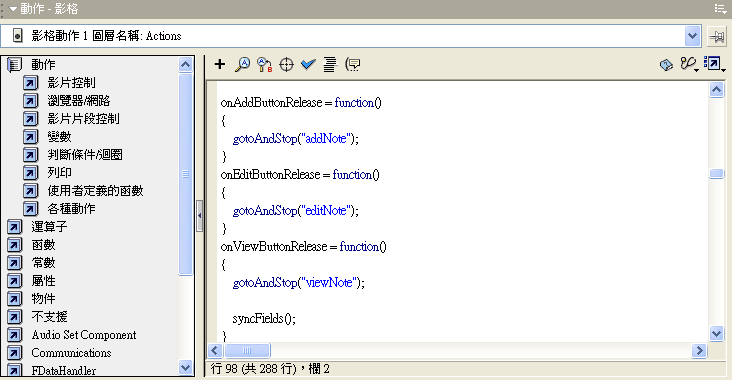 動作 - 影格
影格動作 1 圖層名稱: Actions
動作
影片控制
瀏覽器/網路
影片片段控制
變數
判斷條件/迴圈
列印
使用者定義的函數
各種動作
運算子
函數
常數
屬性
物件
不支援
Audio Set Component
Communications
FDataHandler
onAddButtonRelease = function()
{
gotoAndStop("addNote");
}
onEditButtonRelease = function()
{
gotoAndStop("editNote");
}
onViewButtonRelease = function()
{
gotoAndStop("viewNote");
syncFields();
}
行 98 (共 288 行)，欄 2